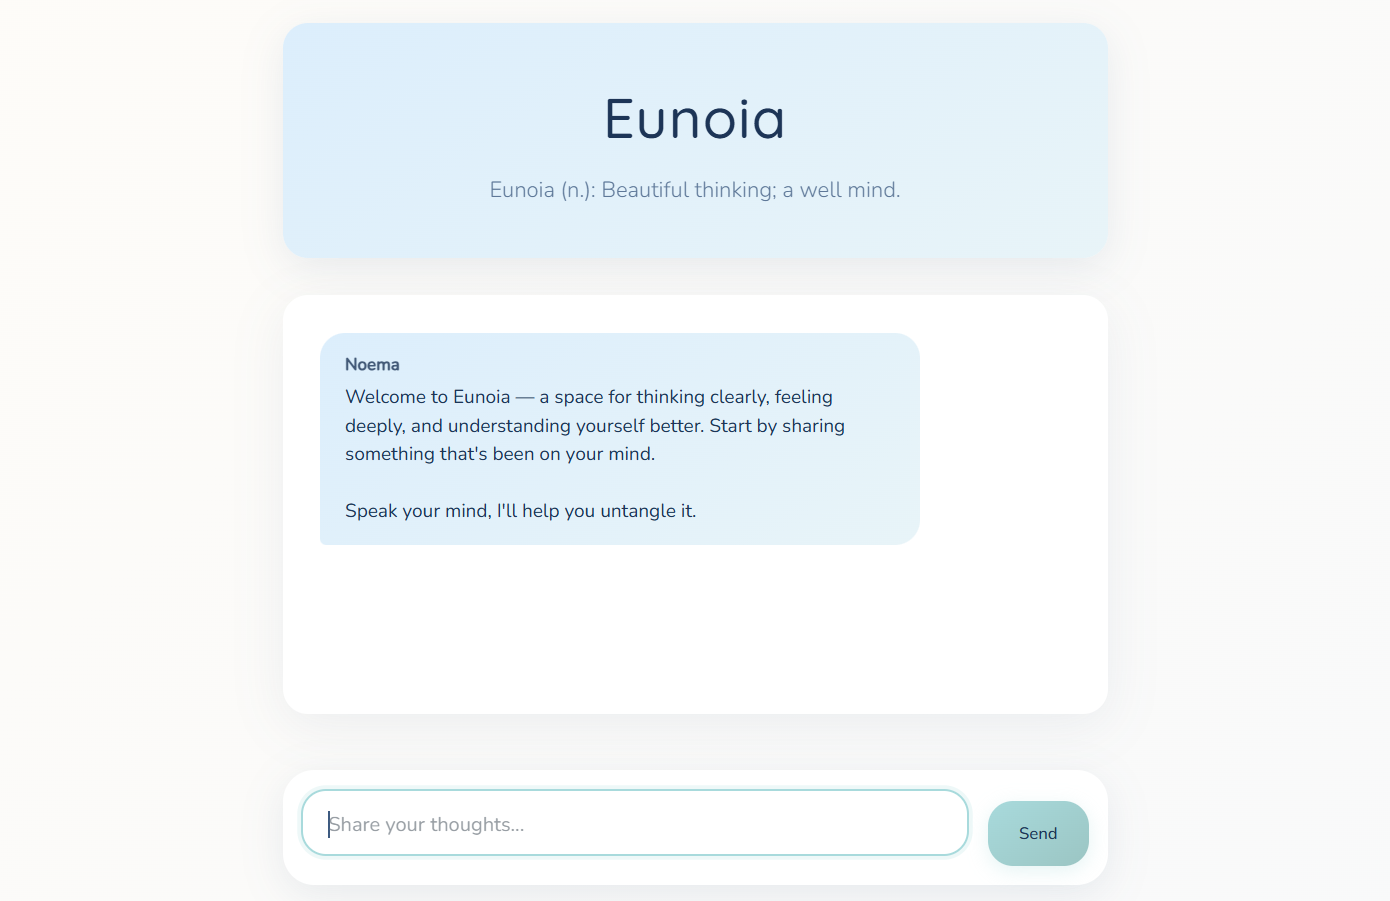 Eunoia
Eunoia (n.): Beautiful thinking; a well mind.
Noema
Welcome to Eunoia — a space for thinking clearly, feeling
deeply, and understanding yourself better. Start by sharing
something that's been on your mind.
Speak your mind, I'll help you untangle it.
Share your thoughts...
Send